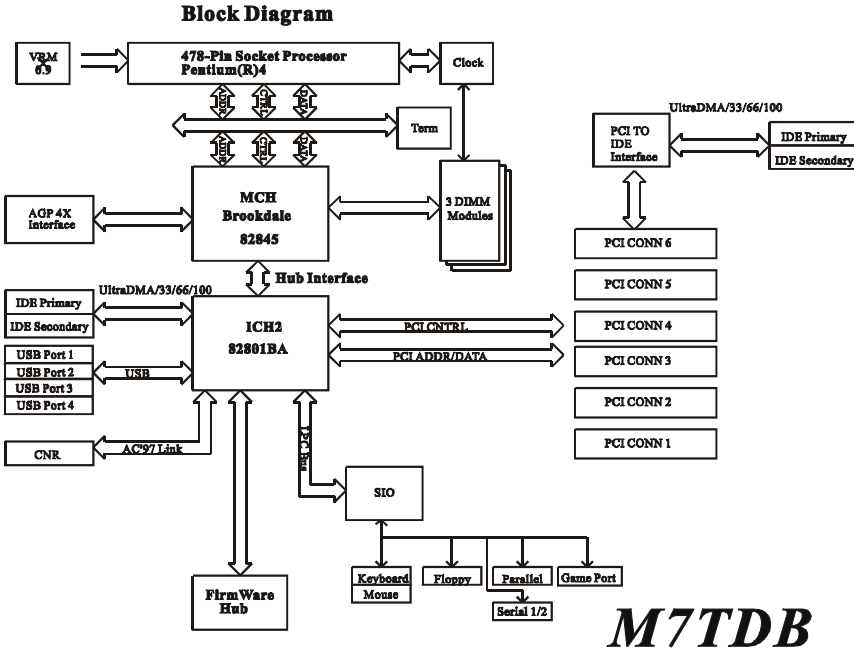 Block Diagram
VRM
6.9
478-Pin Socket Processor
Pentium(R)4
Clock
ADDR
CTRL
DATA
Term
ADDR
CTRL
DATA
UltraDMA/33/66/100
PCI TO
IDE
Interface
IDE Primary
IDE Secondary
AGP 4X
Interface
MCH
Brookdale
82845
3 DIMM
Modules
PCI CONN 6
Hub Interface
PCI CONN 5
UltraDMA/33/66/100
IDE Primary
IDE Secondary
ICH2
82801BA
PCI CNTRL
PCI CONN 4
PCI ADDR/DATA
PCI CONN 3
USB Port 1
USB Port 2
USB Port 3
USB Port 4
USB
PCI CONN 2
PCI CONN 1
CNR
AC'97 Link
LPC Bus
SIO
Keyboard
Mouse
Floppy
Parallel
Game Port
Serial 1/2
FirmWare
Hub
M7TDB